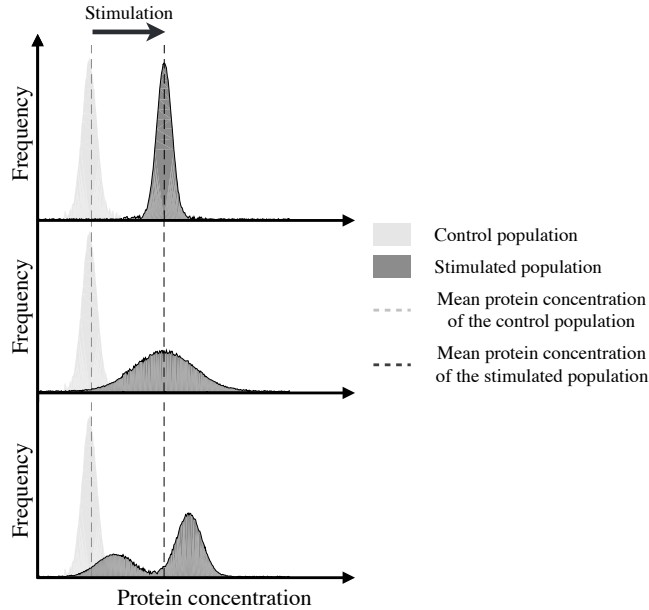 Stimulation
Frequency
Frequency
Frequency
Control population
Stimulated population
Mean protein concentration
of the control population
Mean protein concentration
of the stimulated population
Protein concentration